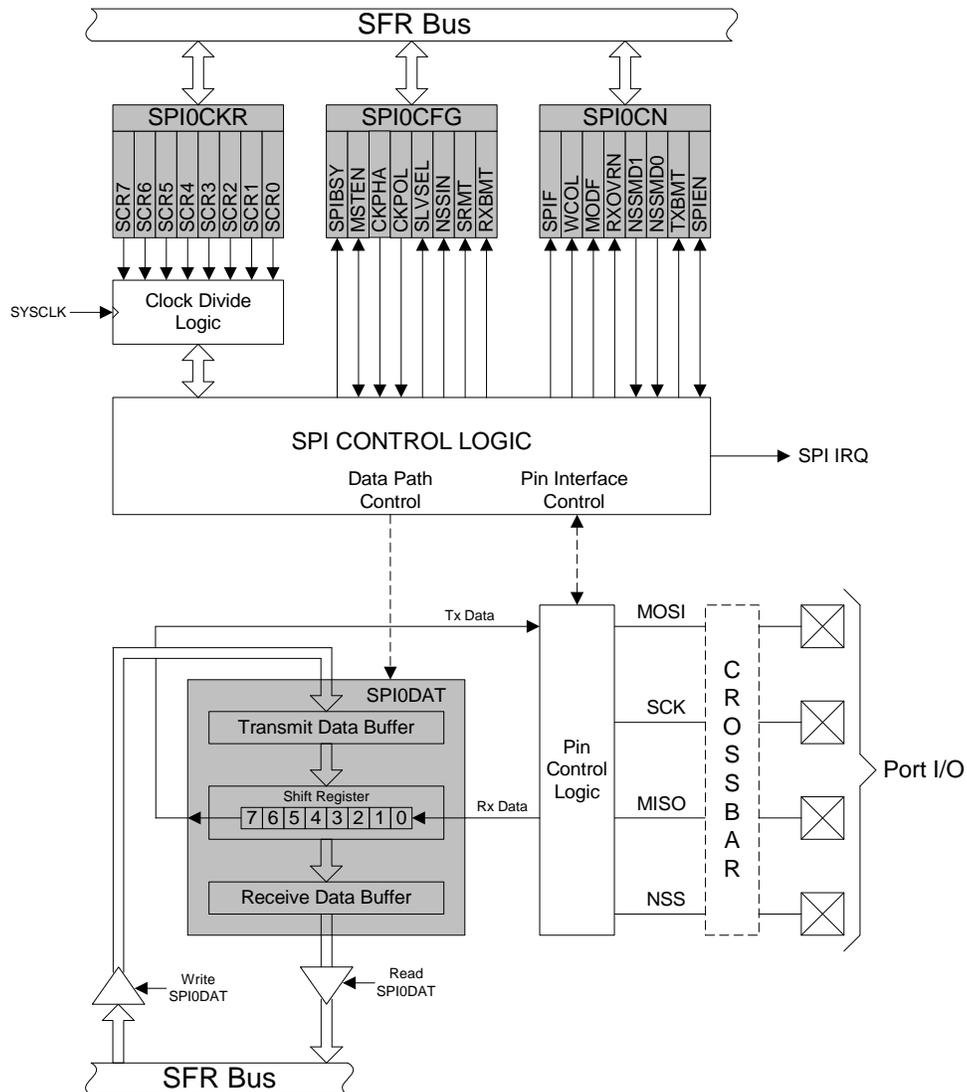 SFR Bus
SPI0CKR
SPI0CFG
SPI0CN
SCR7
SCR6
SCR5
SCR4
SCR3
SCR2
SCR1
SCR0
SPIBSY
MSTEN
CKPHA
CKPOL
SLVSEL
NSSIN
SRMT
RXBMT
SPIF
WCOL
MODF
RXOVRN
NSSMD1
NSSMD0
TXBMT
SPIEN
SYSCLK
Clock Divide
Logic
SPI CONTROL LOGIC
SPI IRQ
Data Path
Control
Pin Interface
Control
Tx Data
MOSI
SPI0DAT
Transmit Data Buffer
SCK
Pin
Control
Logic
CROSSBAR
Port I/O
Shift Register
7 6 5 4 3 2 1 0
Rx Data
MISO
Receive Data Buffer
NSS
Write
SPI0DAT
Read
SPI0DAT
SFR Bus